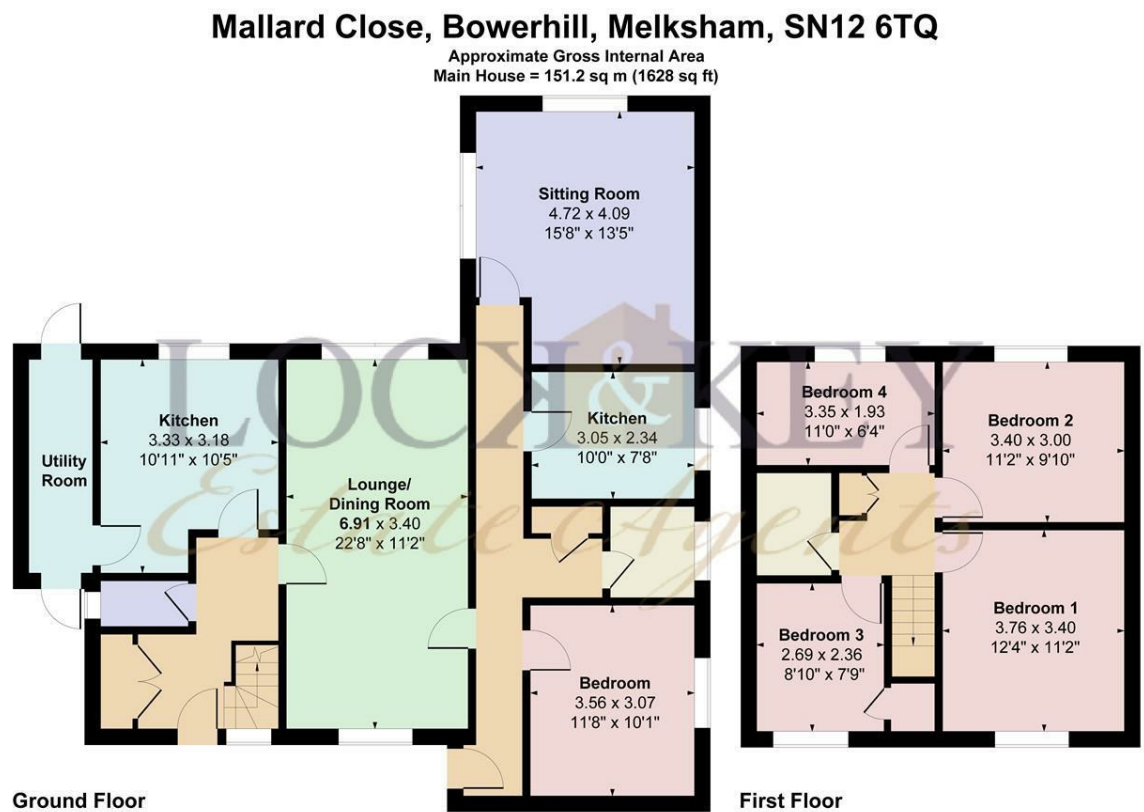 Mallard Close, Bowerhill, Melksham, SN12 6TQ
Approximate Gross Internal Area
Main House = 151.2 sq m (1628 sq ft)
Sitting Room
4.72 x 4.09
15'8" x 13'5"
LOCK & KEY
Estate Agents
Kitchen
3.33 x 3.18
10'11" x 10'5"
Utility
Room
Lounge/
Dining Room
6.91 x 3.40
22'8" x 11'2"
Kitchen
3.05 x 2.34
10'0" x 7'8"
Bedroom
3.56 x 3.07
11'8" x 10'1"
Bedroom 4
3.35 x 1.93
11'0" x 6'4"
Bedroom 2
3.40 x 3.00
11'2" x 9'10"
Bedroom 3
2.69 x 2.36
8'10" x 7'9"
Bedroom 1
3.76 x 3.40
12'4" x 11'2"
Ground Floor
First Floor